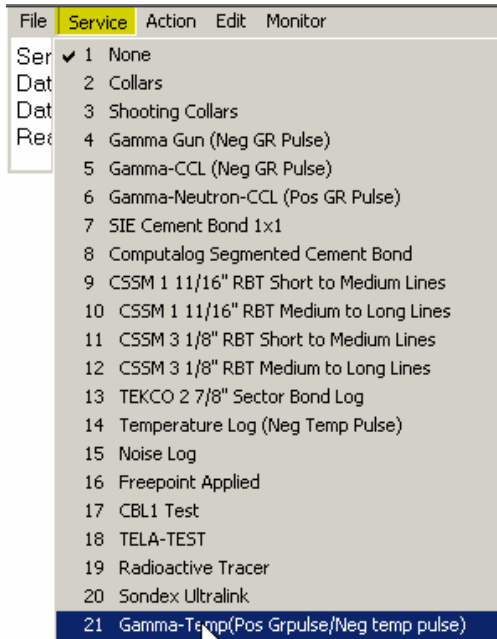 File Service Action Edit Monitor
Ser
Dat
Dat
Rea
✔ 1 None
2 Collars
3 Shooting Collars
4 Gamma Gun (Neg GR Pulse)
5 Gamma-CCL (Neg GR Pulse)
6 Gamma-Neutron-CCL (Pos GR Pulse)
7 SIE Cement Bond 1x1
8 Computalog Segmented Cement Bond
9 CSSM 1 11/16" RBT Short to Medium Lines
10 CSSM 1 11/16" RBT Medium to Long Lines
11 CSSM 3 1/8" RBT Short to Medium Lines
12 CSSM 3 1/8" RBT Medium to Long Lines
13 TEKCO 2 7/8" Sector Bond Log
14 Temperature Log (Neg Temp Pulse)
15 Noise Log
16 Freepoint Applied
17 CBL1 Test
18 TELA-TEST
19 Radioactive Tracer
20 Sondex Ultralink
21 Gamma-Temp(Pos Grpulse/Neg temp pulse)